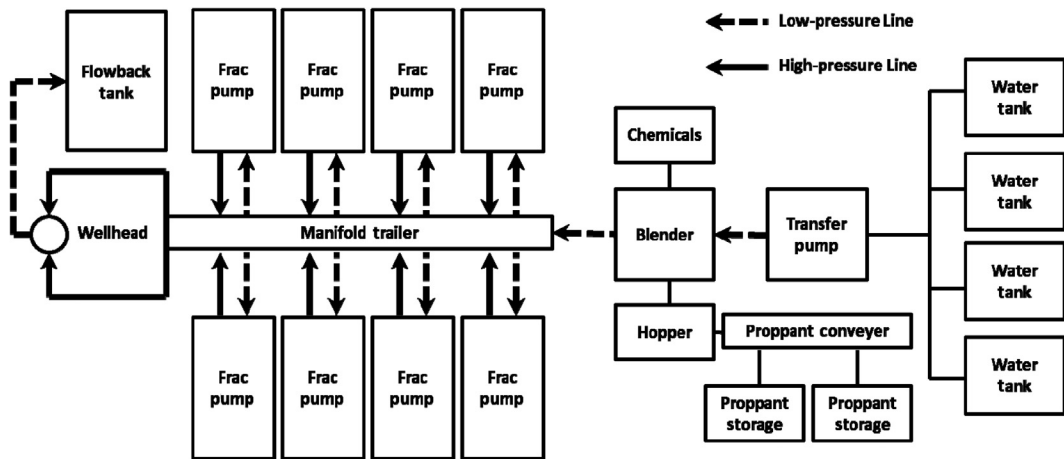 Flowback
tank
Frac
pump
Frac
pump
Frac
pump
Frac
pump
Low-pressure Line
High-pressure Line
Water
tank
Chemicals
Water
tank
Wellhead
Manifold trailer
Blender
Transfer
pump
Water
tank
Hopper
Proppant conveyer
Water
tank
Frac
pump
Frac
pump
Frac
pump
Frac
pump
Proppant
storage
Proppant
storage